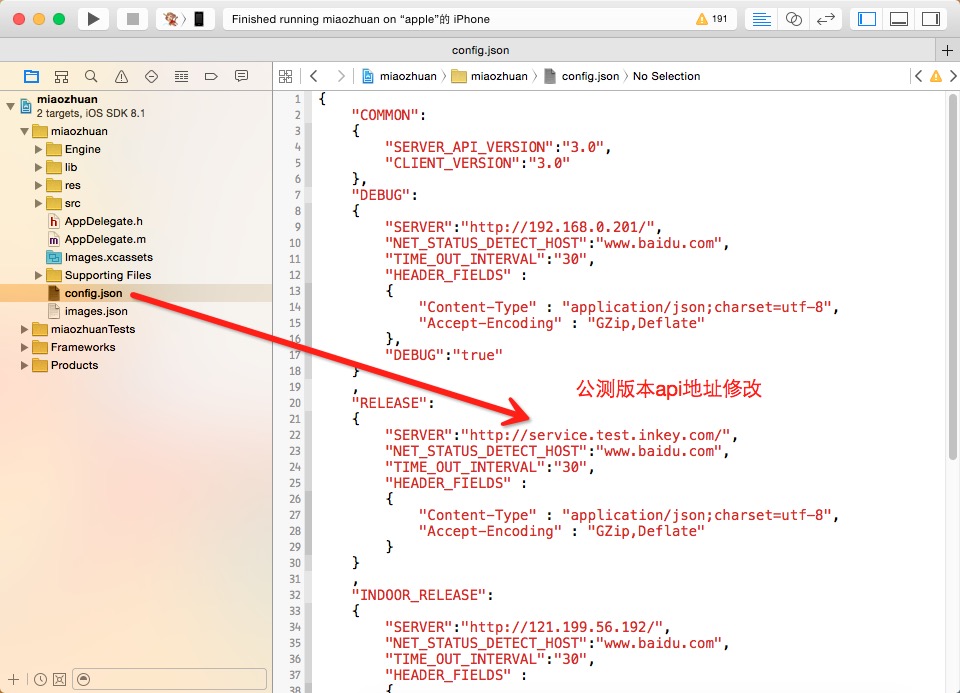 Finished running miaozhuan on “apple”的 iPhone
191
config.json
miaozhuan
miaozhuan
config.json
No Selection
miaozhuan
2 targets, iOS SDK 8.1
miaozhuan
Engine
lib
res
src
AppDelegate.h
AppDelegate.m
Images.xcassets
Supporting Files
config.json
images.json
miaozhuanTests
Frameworks
Products
1 {
2 "COMMON":
3 {
4 "SERVER_API_VERSION":"3.0",
5 "CLIENT_VERSION":"3.0"
6 },
7 "DEBUG":
8 {
9 "SERVER":"http://192.168.0.201/",
10 "NET_STATUS_DETECT_HOST":"www.baidu.com",
11 "TIME_OUT_INTERVAL":"30",
12 "HEADER_FIELDS" :
13 {
14 "Content-Type" : "application/json;charset=utf-8",
15 "Accept-Encoding" : "GZip,Deflate"
16 },
17 "DEBUG":"true"
18 }
19 ,
公测版本api地址修改
20 "RELEASE":
21 {
22 "SERVER":"http://service.test.inkey.com/",
23 "NET_STATUS_DETECT_HOST":"www.baidu.com",
24 "TIME_OUT_INTERVAL":"30",
25 "HEADER_FIELDS" :
26 {
27 "Content-Type" : "application/json;charset=utf-8",
28 "Accept-Encoding" : "GZip,Deflate"
29 }
30 }
31 ,
32 "INDOOR_RELEASE":
33 {
34 "SERVER":"http://121.199.56.192/",
35 "NET_STATUS_DETECT_HOST":"www.baidu.com",
36 "TIME_OUT_INTERVAL":"30",
37 "HEADER_FIELDS" :
38 {